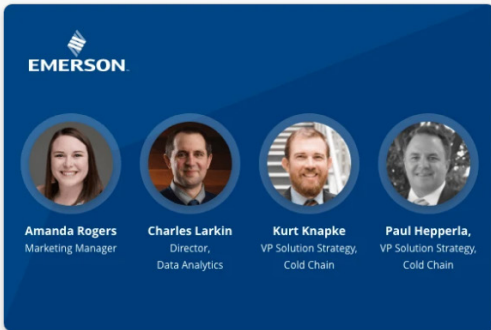 EMERSON
Amanda Rogers
Marketing Manager
Charles Larkin
Director,
Data Analytics
Kurt Knapke
VP Solution Strategy,
Cold Chain
Paul Hepperla,
VP Solution Strategy,
Cold Chain